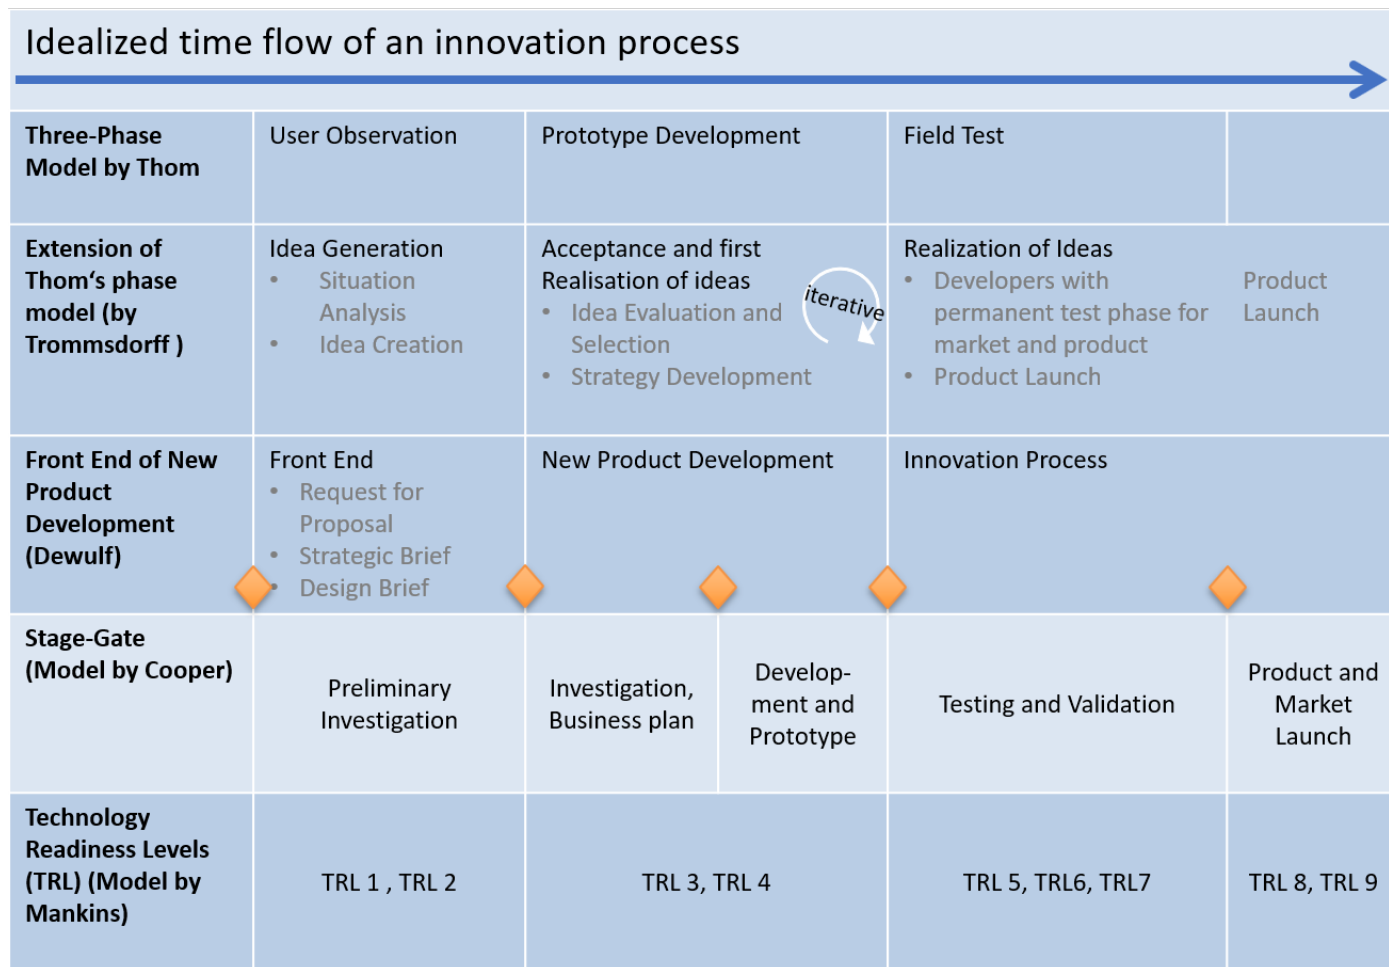 Idealized time flow of an innovation process
Three-Phase
Model by Thom
User Observation
Prototype Development
Field Test
Extension of
Thom‘s phase
model (by
Trommsdorff )
Idea Generation
• Situation
Analysis
• Idea Creation
Acceptance and first
Realisation of ideas
• Idea Evaluation and
Selection
• Strategy Development
iterative
Realization of Ideas
• Developers with
permanent test phase for
market and product
• Product Launch
Product
Launch
Front End of New
Product
Development
(Dewulf)
Front End
• Request for
Proposal
• Strategic Brief
• Design Brief
New Product Development
Innovation Process
Stage-Gate
(Model by Cooper)
Preliminary
Investigation
Investigation,
Business plan
Develop-
ment and
Prototype
Testing and Validation
Product and
Market
Launch
Technology
Readiness Levels
(TRL) (Model by
Mankins)
TRL 1 , TRL 2
TRL 3, TRL 4
TRL 5, TRL6, TRL7
TRL 8, TRL 9